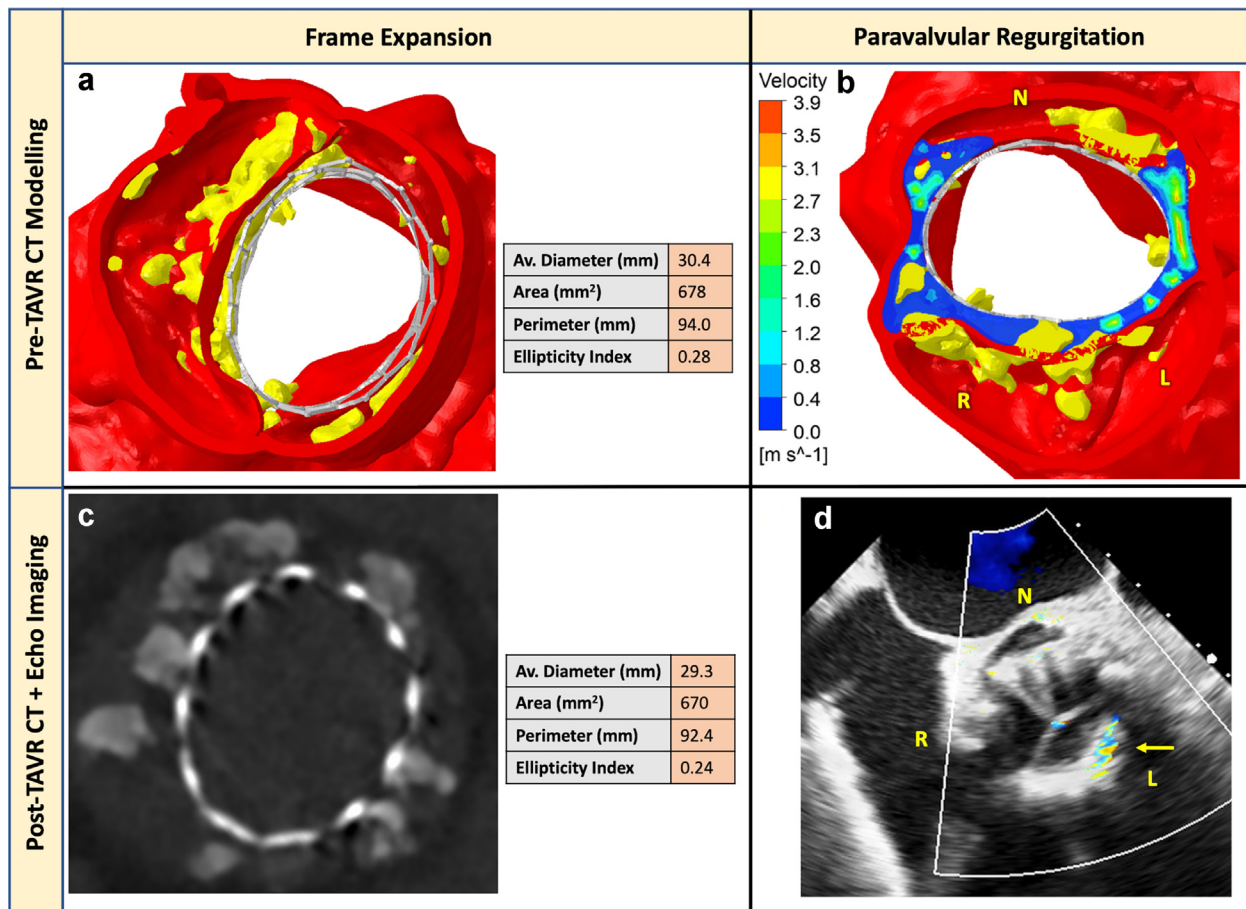 Frame Expansion
Paravalvular Regurgitation
Pre-TAVR CT Modelling
a
Av. Diameter (mm) 30.4
Area (mm²) 678
Perimeter (mm) 94.0
Ellipticity Index 0.28
Velocity
3.9
3.5
3.1
2.7
2.4
2.0
1.6
1.2
0.8
0.4
0.0
[m s^-1]
b
N
R
L
Post-TAVR CT + Echo Imaging
c
Av. Diameter (mm) 29.3
Area (mm²) 670
Perimeter (mm) 92.4
Ellipticity Index 0.24
d
N
R
L